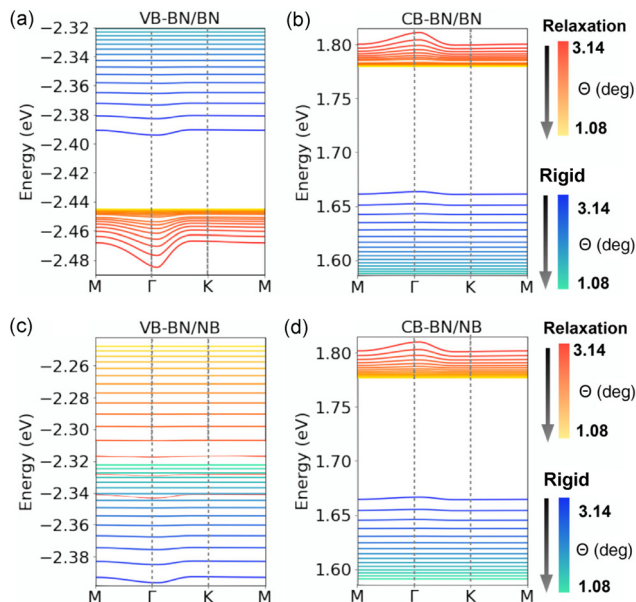 (a)
VB-BN/BN
Energy (eV)
−2.32
−2.34
−2.36
−2.38
−2.40
−2.42
−2.44
−2.46
−2.48
M Γ K M
(b)
CB-BN/BN
Energy (eV)
1.80
1.75
1.70
1.65
1.60
M Γ K M
Relaxation
3.14
Θ (deg)
1.08
Rigid
3.14
Θ (deg)
1.08
(c)
VB-BN/NB
Energy (eV)
−2.26
−2.28
−2.30
−2.32
−2.34
−2.36
−2.38
M Γ K M
(d)
CB-BN/NB
Energy (eV)
1.80
1.75
1.70
1.65
1.60
M Γ K M
Relaxation
3.14
Θ (deg)
1.08
Rigid
3.14
Θ (deg)
1.08